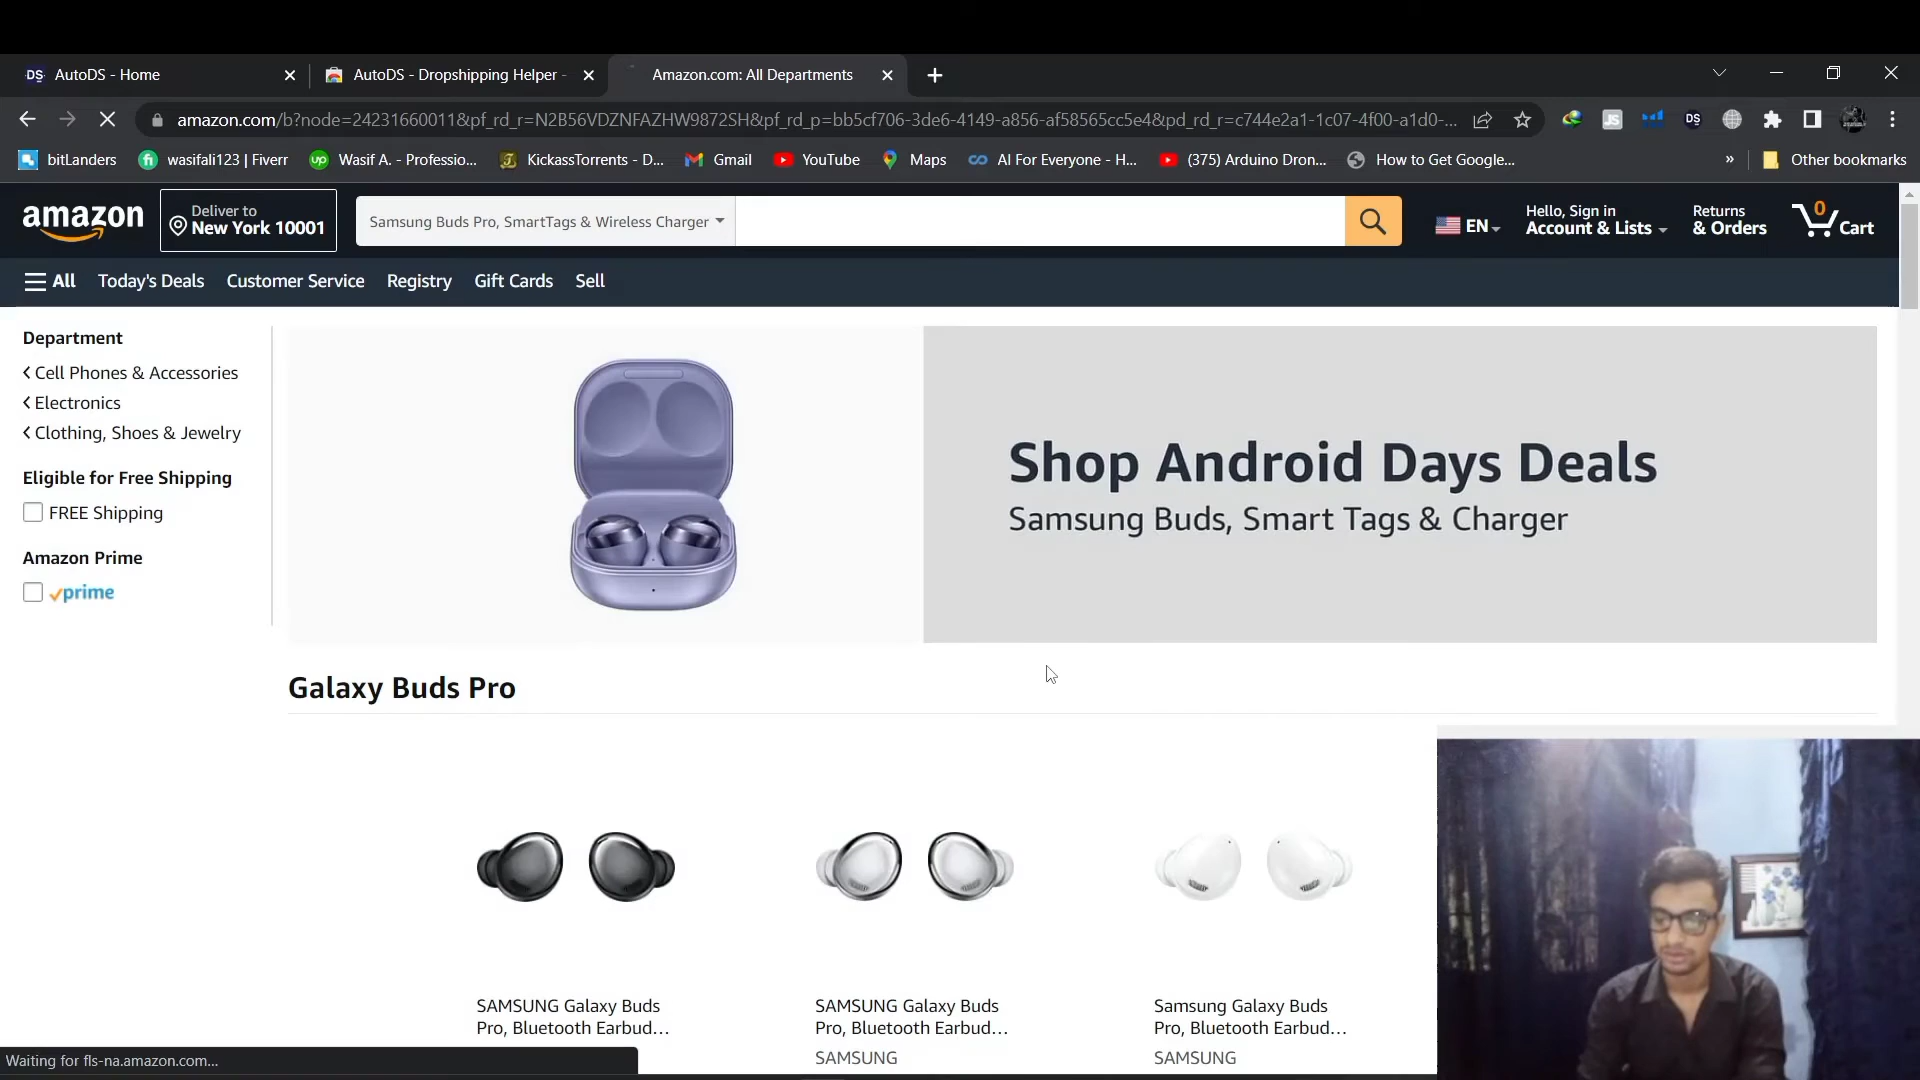 DS AutoDS - Home
AutoDS - Dropshipping Helper -
Amazon.com: All Departments
amazon.com/b?node=24231660011&pf_rd_r=N2B56VDZNFAZHW9872SH&pf_rd_p=bb5cf706-3de6-4149-a856-af58565cc5e4&pd_rd_r=c744e2a1-1c07-4f00-a1d0-...
JS
DS
bitLanders
fi wasifali123 | Fiverr
up Wasif A. - Professio...
KickassTorrents - D...
Gmail
YouTube
Maps
AI For Everyone - H...
(375) Arduino Dron...
How to Get Google...
»
Other bookmarks
amazon
Deliver to
New York 10001
Samsung Buds Pro, SmartTags & Wireless Charger
EN
Hello, Sign in
Account & Lists
Returns
& Orders
0
Cart
All
Today's Deals
Customer Service
Registry
Gift Cards
Sell
Department
Cell Phones & Accessories
Electronics
Clothing, Shoes & Jewelry
Eligible for Free Shipping
FREE Shipping
Amazon Prime
prime
Shop Android Days Deals
Samsung Buds, Smart Tags & Charger
Galaxy Buds Pro
SAMSUNG Galaxy Buds
Pro, Bluetooth Earbud...
SAMSUNG Galaxy Buds
Pro, Bluetooth Earbud...
SAMSUNG
Samsung Galaxy Buds
Pro, Bluetooth Earbud...
SAMSUNG
Waiting for fls-na.amazon.com...